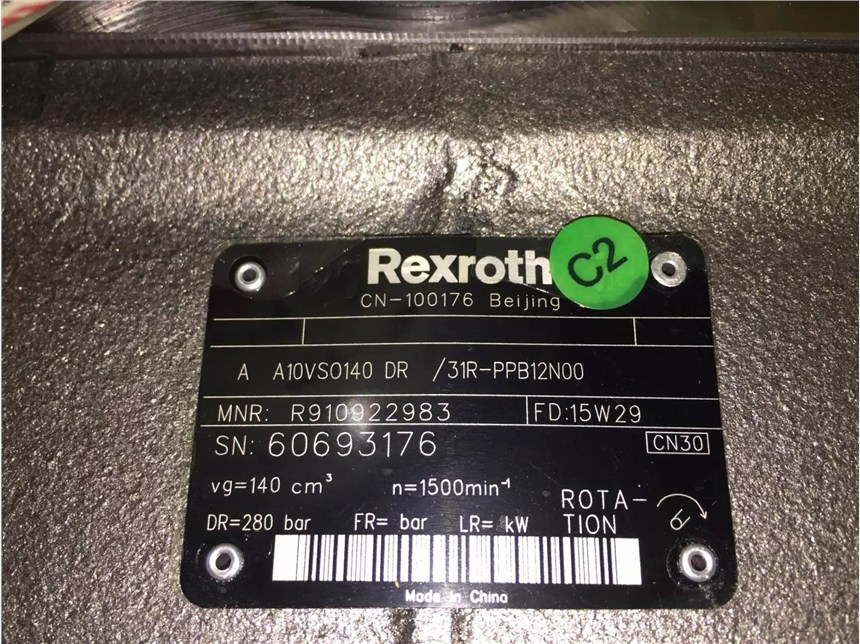 Rexroth
C2
CN-100176 Beijing
A A10VSO140 DR /31R-PPB12N00
MNR: R910922983 FD:15W29
SN: 60693176 CN30
vg=140 cm³ n=1500min⁻¹
ROTA-
TION
DR=280 bar FR= bar LR= kW
Made in China